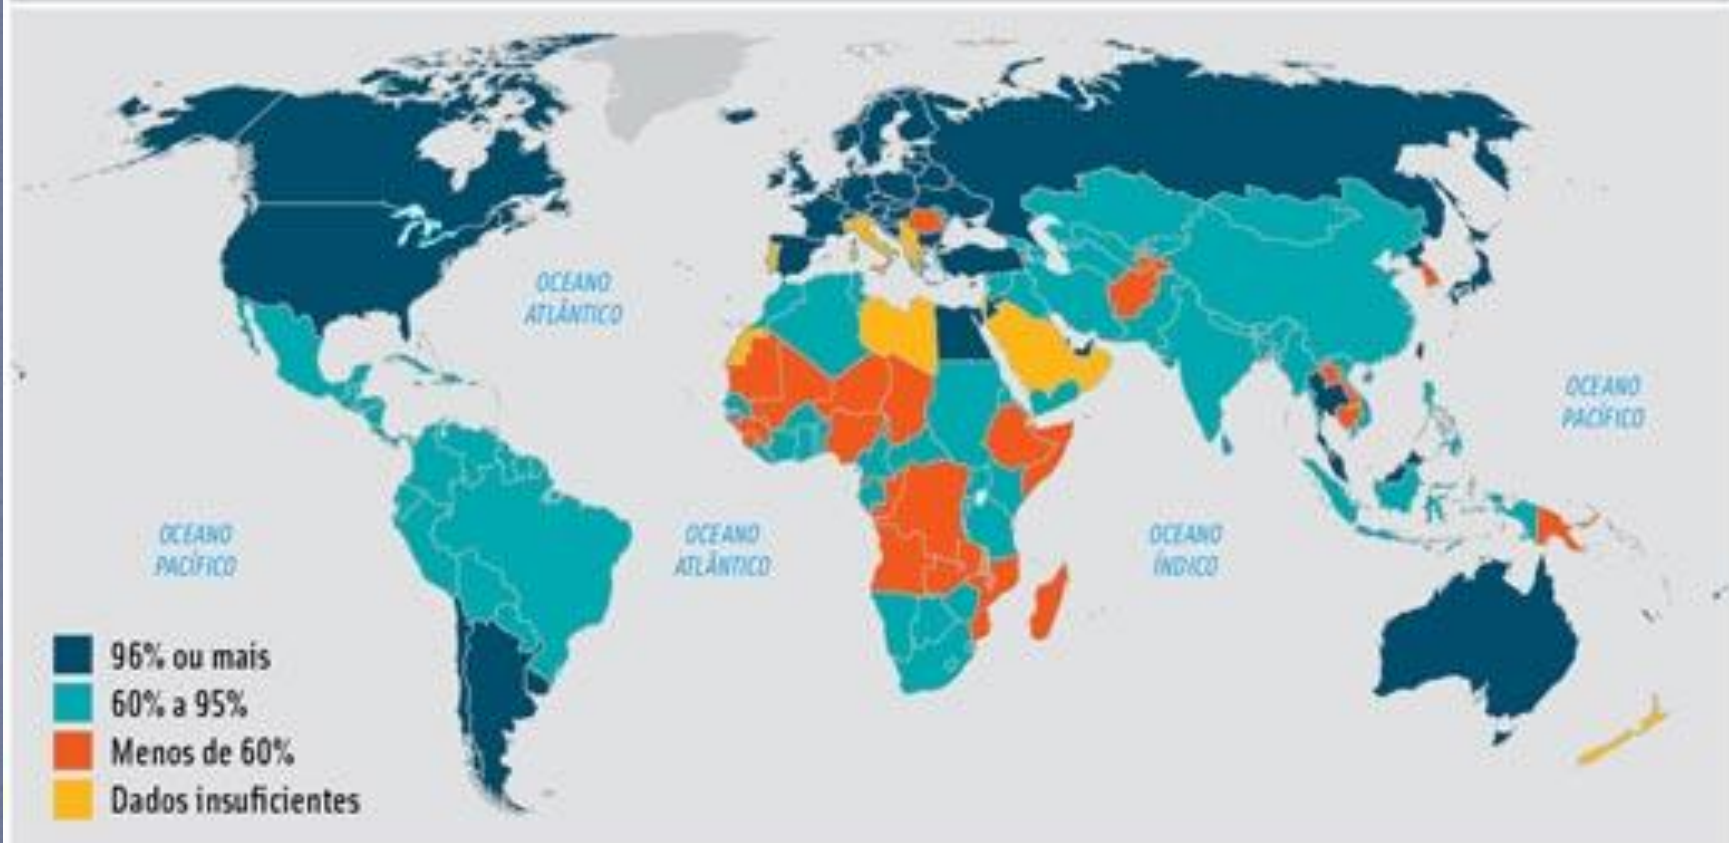 OCEANO
ATLÂNTICO
OCEANO
PACÍFICO
OCEANO
PACÍFICO
OCEANO
ATLÂNTICO
OCEANO
ÍNDICO
96% ou mais
60% a 95%
Menos de 60%
Dados insuficientes